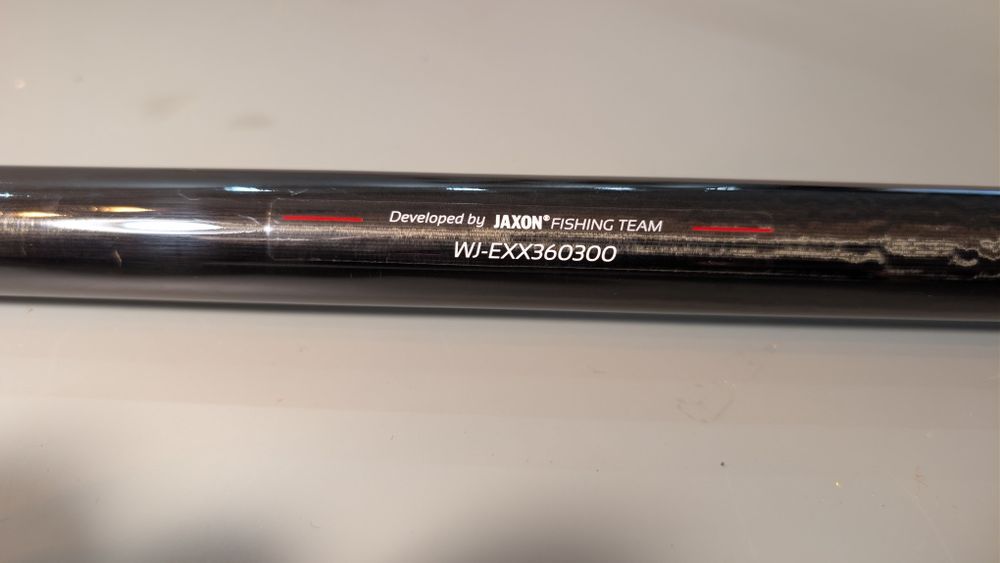 Developed by JAXON® FISHING TEAM
WJ-EXX360300